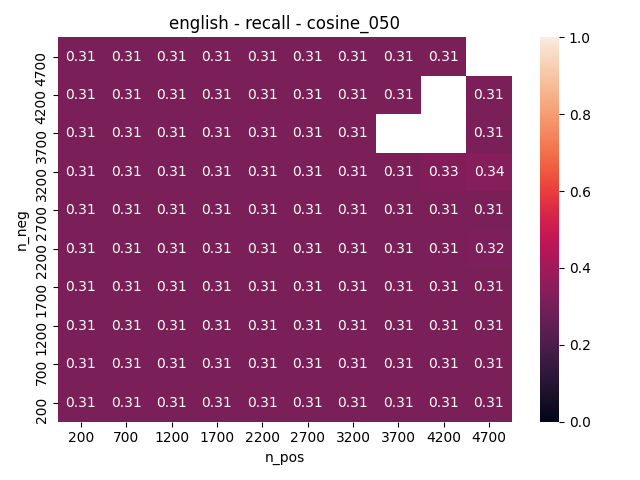 english - recall - cosine_050
n_neg
4700 0.31 0.31 0.31 0.31 0.31 0.31 0.31 0.31 0.31
4200 0.31 0.31 0.31 0.31 0.31 0.31 0.31 0.31 0.31
3700 0.31 0.31 0.31 0.31 0.31 0.31 0.31 0.31
3200 0.31 0.31 0.31 0.31 0.31 0.31 0.31 0.31 0.33 0.34
2700 0.31 0.31 0.31 0.31 0.31 0.31 0.31 0.31 0.31 0.31
2200 0.31 0.31 0.31 0.31 0.31 0.31 0.31 0.31 0.31 0.32
1700 0.31 0.31 0.31 0.31 0.31 0.31 0.31 0.31 0.31 0.31
1200 0.31 0.31 0.31 0.31 0.31 0.31 0.31 0.31 0.31 0.31
700 0.31 0.31 0.31 0.31 0.31 0.31 0.31 0.31 0.31 0.31
200 0.31 0.31 0.31 0.31 0.31 0.31 0.31 0.31 0.31 0.31
200 700 1200 1700 2200 2700 3200 3700 4200 4700
n_pos
1.0
0.8
0.6
0.4
0.2
0.0